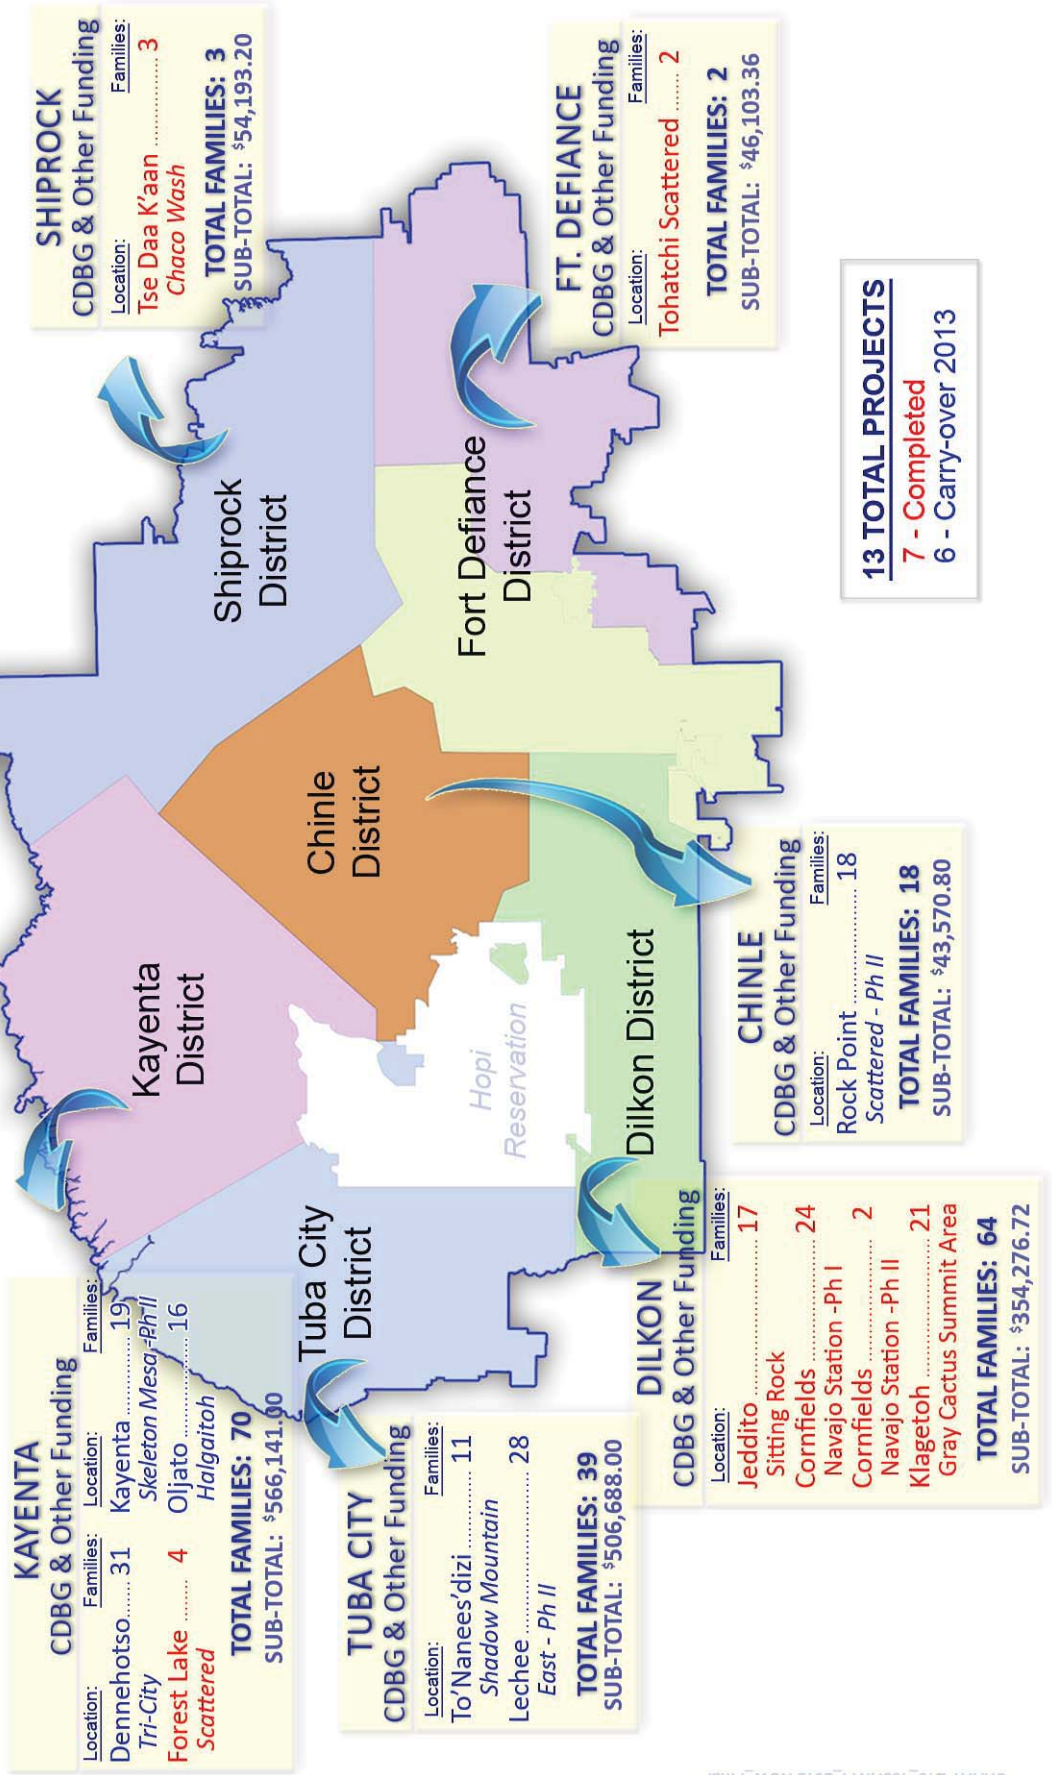 KAYENTA
CDBG & Other Funding
Location: Families: Location: Families:
Dennehotso...... 31 Kayenta ............... 19
Tri-City Skeleton Mesa,-Ph II
Forest Lake ...... 4 Oljato ............... 16
Scattered Halgaitoh
TOTAL FAMILIES: 70
SUB-TOTAL: $566,141.00
TUBA CITY
CDBG & Other Funding
Location: Families:
To'Nanees'dizi .......... 11
Shadow Mountain
Lechee ........................ 28
East - Ph II
TOTAL FAMILIES: 39
SUB-TOTAL: $506,688.00
DILKON
CDBG & Other Funding
Location: Families:
Jeddito ........................ 17
Sitting Rock
Cornfields .................. 24
Navajo Station -Ph I
Cornfields .................. 2
Navajo Station -Ph II
Klagetoh .................. 21
Gray Cactus Summit Area
TOTAL FAMILIES: 64
SUB-TOTAL: $354,276.72
CHINLE
CDBG & Other Funding
Location: Families:
Rock Point .................. 18
Scattered - Ph II
TOTAL FAMILIES: 18
SUB-TOTAL: $43,570.80
SHIPROCK
CDBG & Other Funding
Location: Families:
Tse Daa K'aan ............ 3
Chaco Wash
TOTAL FAMILIES: 3
SUB-TOTAL: $54,193.20
FT. DEFIANCE
CDBG & Other Funding
Location: Families:
Tohatchi Scattered ...... 2
TOTAL FAMILIES: 2
SUB-TOTAL: $46,103.36
Kayenta
District
Tuba City
District
Hopi
Reservation
Dilkon District
Chinle
District
Shiprock
District
Fort Defiance
District
13 TOTAL PROJECTS
7 - Completed
6 - Carry-over 2013